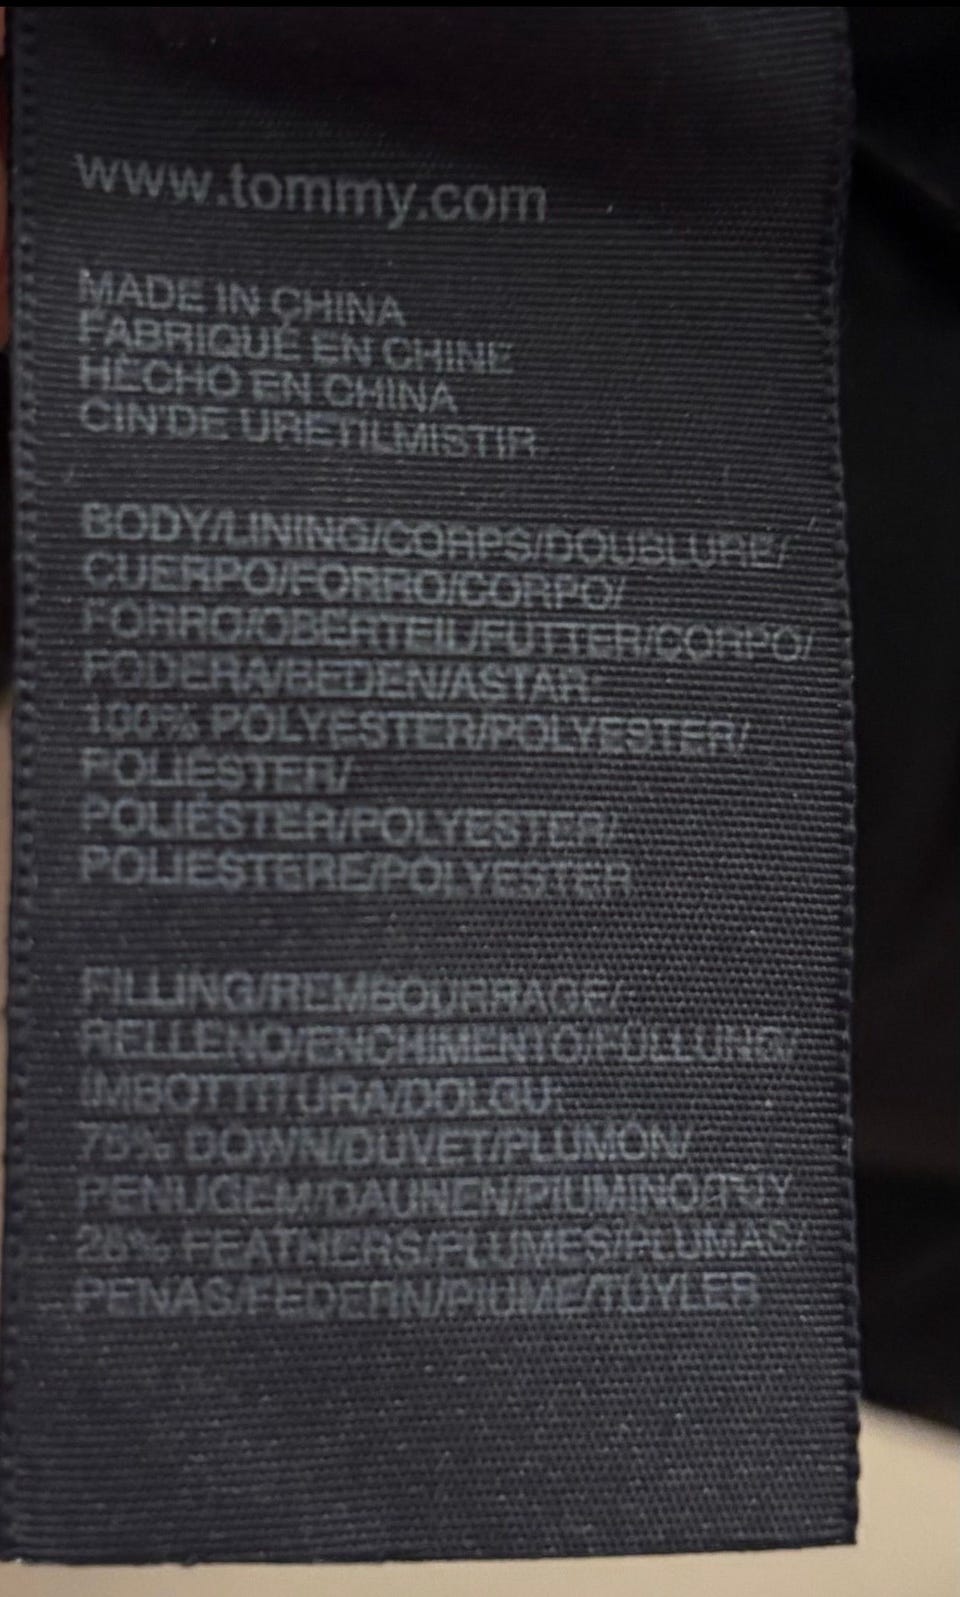 www.tommy.com
MADE IN CHINA
FABRIQUÉ EN CHINE
HECHO EN CHINA
CIN'DE URETILMISTIR
BODY/LINING/CORPS/DOUBLURE/
CUERPO/FORRO/CORPO/
FORRO/OBERTEIL/FUTTER/CORPO/
FODERA/BEDEN/ASTAR:
100% POLYESTER/POLYESTER/
POLIÉSTER/
POLIÉSTER/POLYESTER/
POLIESTERE/POLYESTER
FILLING/REMBOURRAGE/
RELLENO/ENCHIMENTO/FÜLLUNG/
IMBOTTITURA/DOLGU:
75% DOWN/DUVET/PLUMÓN/
PENUGEM/DAUNEN/PIUMINO/TÜY
25% FEATHERS/PLUMES/PLUMAS/
PENAS/FEDERN/PIUME/TÜYLER